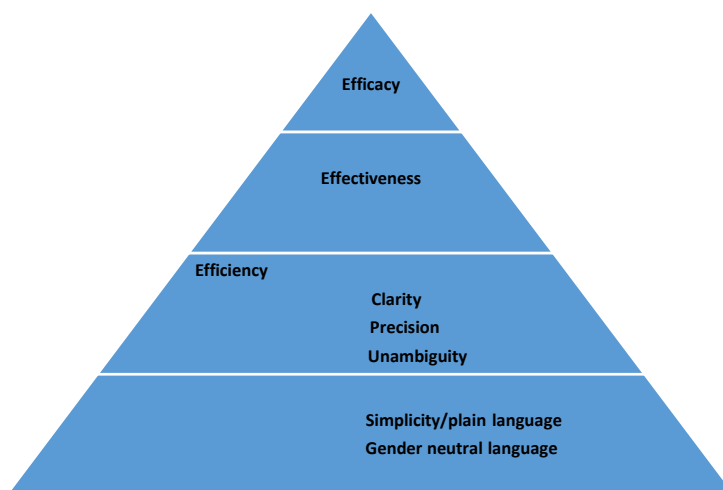 Efficacy
Effectiveness
Efficiency
Clarity
Precision
Unambiguity
Simplicity/plain language
Gender neutral language